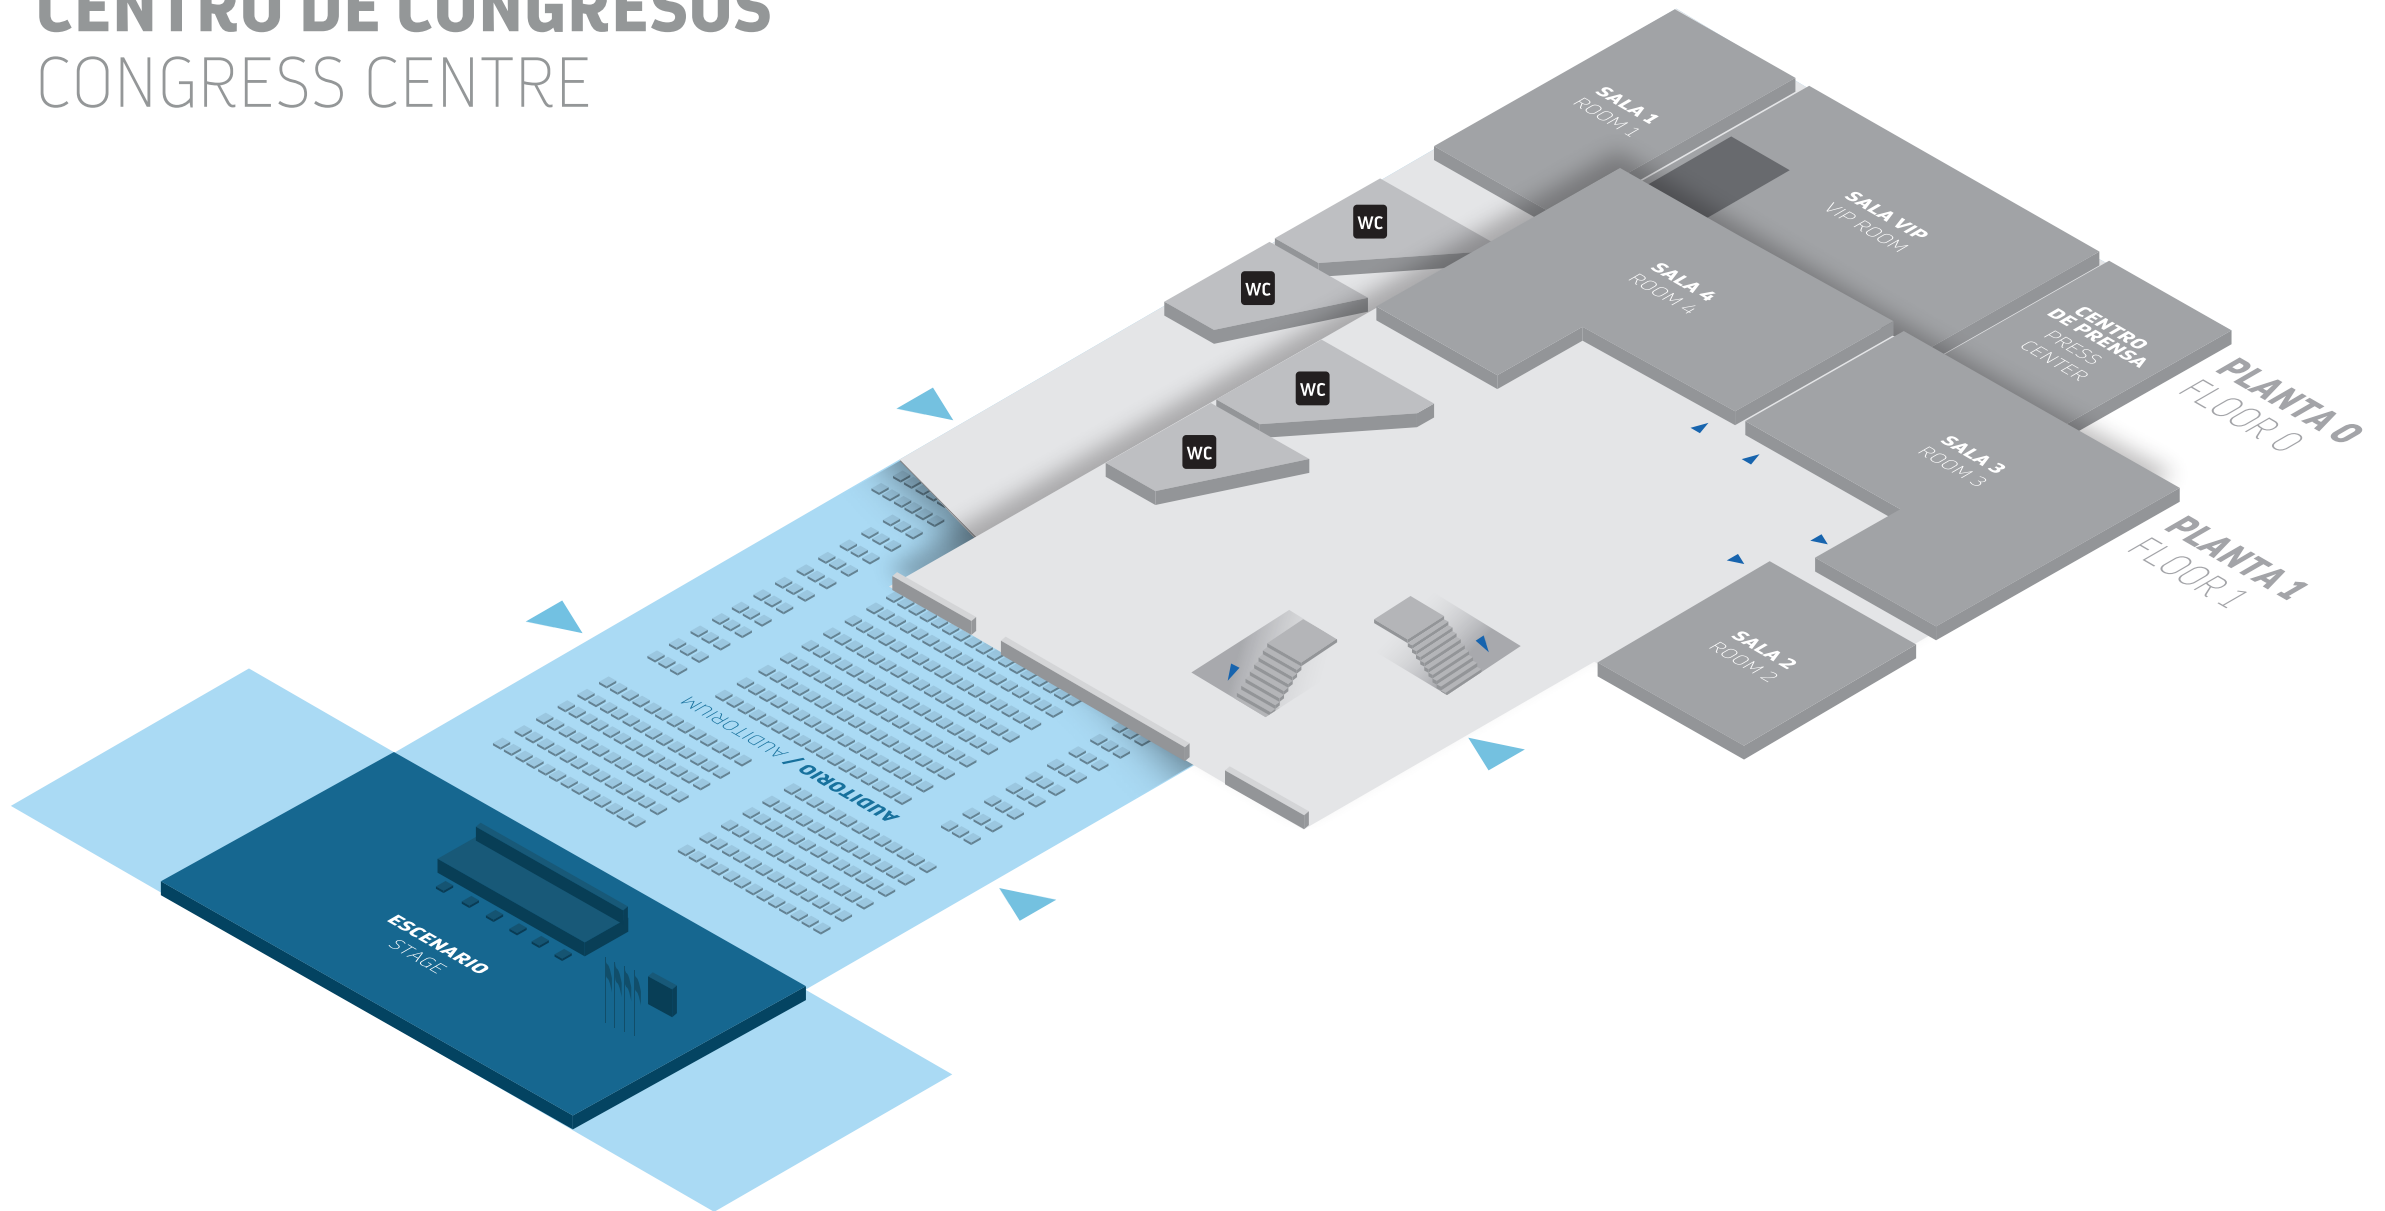 CENTRO DE CONGRESOS
CONGRESS CENTRE
SALA 1
ROOM 1
SALA VIP
VIP ROOM
WC
WC
SALA 4
ROOM 4
CENTRO
DE PRENSA
PRESS
CENTER
PLANTA 0
FLOOR 0
WC
WC
SALA 3
ROOM 3
PLANTA 1
FLOOR 1
SALA 2
ROOM 2
AUDITORIO / AUDITORIUM
ESCENARIO
STAGE